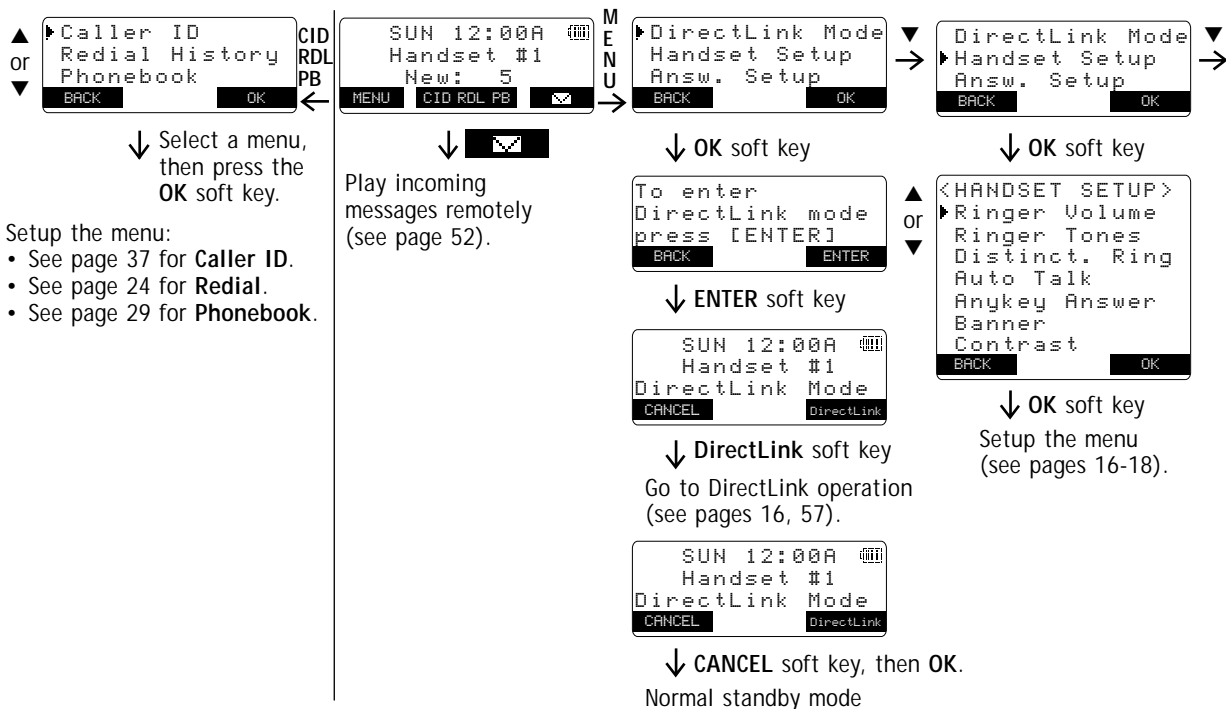 ▲
or
▼
Caller ID
Redial History
Phonebook
BACK OK
CID
RDL
PB
↓ Select a menu,
then press the
OK soft key.
Setup the menu:
• See page 37 for Caller ID.
• See page 24 for Redial.
• See page 29 for Phonebook.
SUN 12:00A
Handset #1
New: 5
MENU CID RDL PB
Play incoming
messages remotely
(see page 52).
M
E
N
U
DirectLink Mode
Handset Setup
Answ. Setup
BACK OK
↓ OK soft key
To enter
DirectLink mode
press [ENTER]
BACK ENTER
↓ ENTER soft key
SUN 12:00A
Handset #1
DirectLink Mode
CANCEL DirectLink
↓ DirectLink soft key
Go to DirectLink operation
(see pages 16, 57).
SUN 12:00A
Handset #1
DirectLink Mode
CANCEL DirectLink
↓ CANCEL soft key, then OK.
Normal standby mode
▼
DirectLink Mode
Handset Setup
Answ. Setup
BACK OK
▼
↓ OK soft key
▲
or
▼
<HANDSET SETUP>
Ringer Volume
Ringer Tones
Distinct. Ring
Auto Talk
Anykey Answer
Banner
Contrast
BACK OK
↓ OK soft key
Setup the menu
(see pages 16-18).